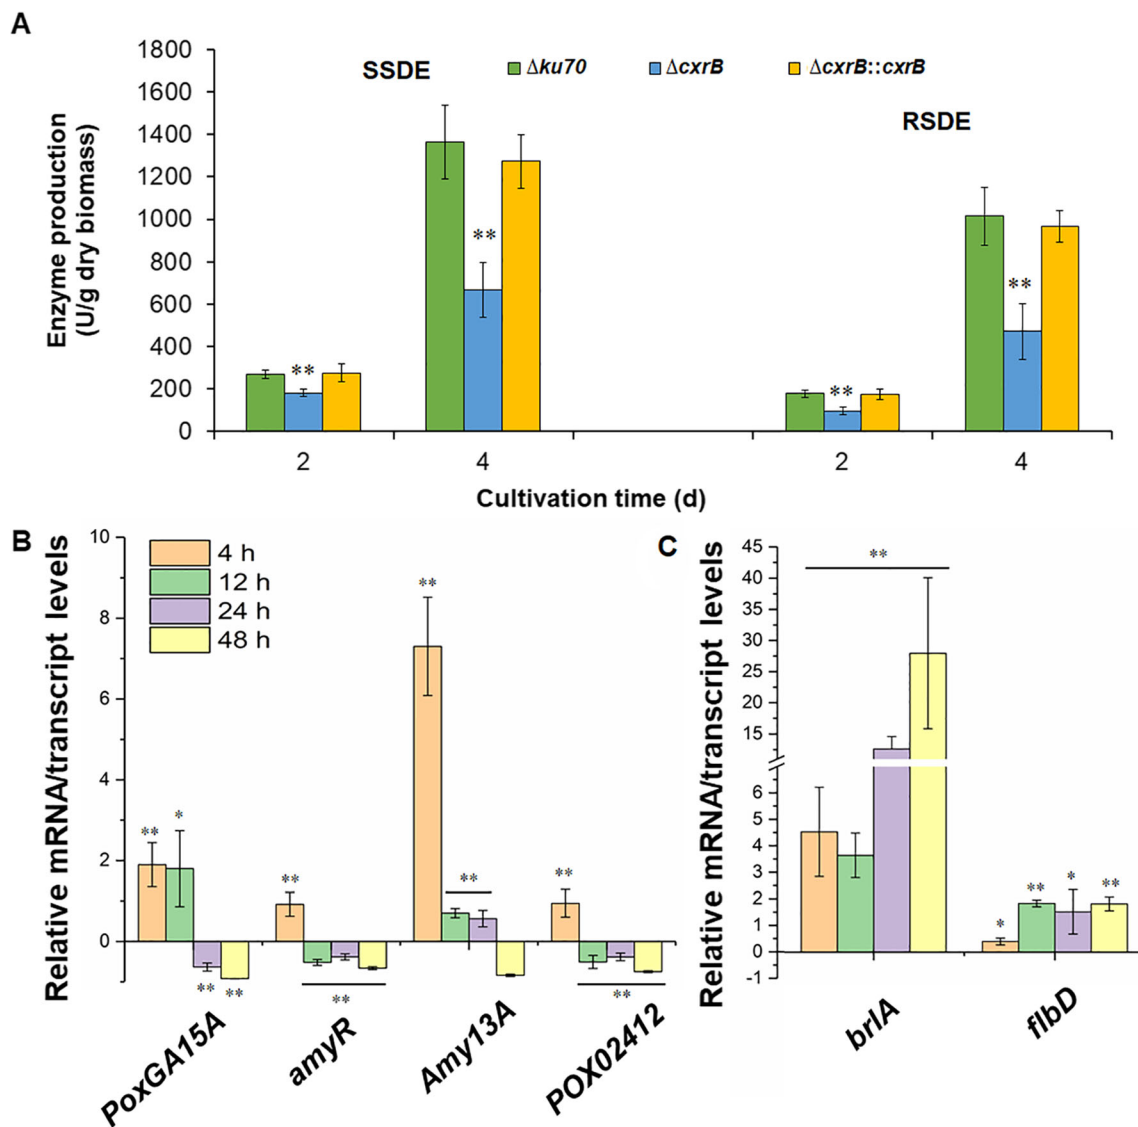 A
1800
1600
1400
1200
1000
800
600
400
200
0
Enzyme production
(U/g dry biomass)
SSDE
Δku70
ΔcxrB
ΔcxrB::cxrB
RSDE
**
**
**
**
2
4
2
4
Cultivation time (d)
B
10
8
6
4
2
0
Relative mRNA/transcript levels
4 h
12 h
24 h
48 h
**
*
**
**
**
**
**
**
**
**
PoxGA15A
amyR
Amy13A
POX02412
C
45
40
35
30
25
20
15
6
5
4
3
2
1
0
-1
Relative mRNA/transcript levels
**
*
**
*
**
brlA
flbD